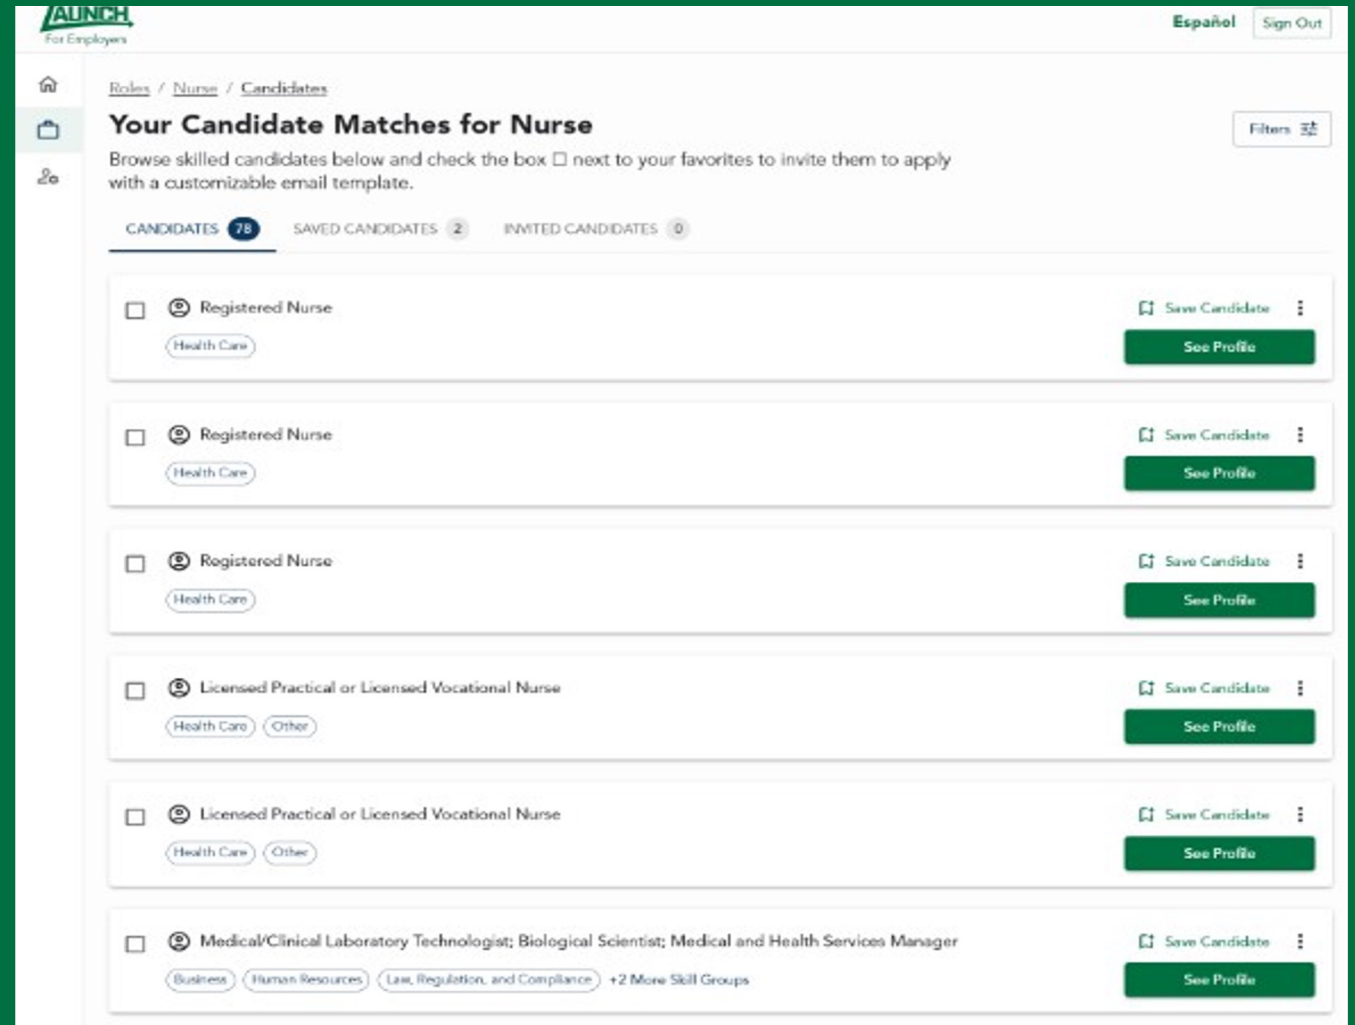 LAUNCH
For Employers
Español
Sign Out
Roles / Nurse / Candidates
Your Candidate Matches for Nurse
Filters
Browse skilled candidates below and check the box ☐ next to your favorites to invite them to apply
with a customizable email template.
CANDIDATES 78 SAVED CANDIDATES 2 INVITED CANDIDATES 0
Registered Nurse
Save Candidate
Health Care
See Profile
Registered Nurse
Save Candidate
Health Care
See Profile
Registered Nurse
Save Candidate
Health Care
See Profile
Licensed Practical or Licensed Vocational Nurse
Save Candidate
Health Care Other
See Profile
Licensed Practical or Licensed Vocational Nurse
Save Candidate
Health Care Other
See Profile
Medical/Clinical Laboratory Technologist; Biological Scientist; Medical and Health Services Manager
Save Candidate
Business Human Resources Law, Regulation, and Compliance +2 More Skill Groups
See Profile